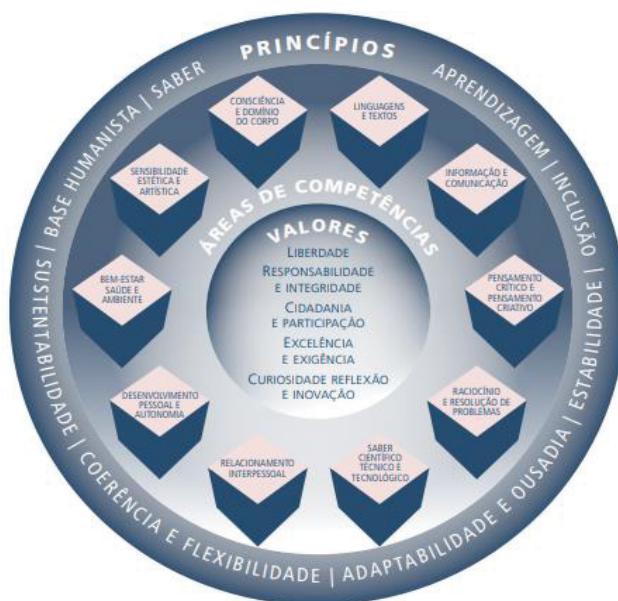 PRINCÍPIOS
BASE HUMANISTA | SABER
APRENDIZAGEM | INCLUSÃO | ESTABILIDADE |
ADAPTABILIDADE E OUSADIA |
COERÊNCIA E FLEXIBILIDADE |
SUSTENTABILIDADE |
CONSCIÊNCIA
E DOMÍNIO
DO CORPO
LINGUAGENS
E TEXTOS
INFORMAÇÃO E
COMUNICAÇÃO
PENSAMENTO
CRÍTICO E
PENSAMENTO
CRIATIVO
RACIOCÍNIO
E RESOLUÇÃO DE
PROBLEMAS
SABER
CIENTÍFICO
TÉCNICO E
TECNOLÓGICO
RELACIONAMENTO
INTERPESSOAL
DESENVOLVIMENTO
PESSOAL E
AUTONOMIA
BEM-ESTAR
SAÚDE E
AMBIENTE
SENSIBILIDADE
ESTÉTICA E
ARTÍSTICA
ÁREAS DE COMPETÊNCIAS
VALORES
LIBERDADE
RESPONSABILIDADE
E INTEGRIDADE
CIDADANIA
E PARTICIPAÇÃO
EXCELÊNCIA
E EXIGÊNCIA
CURIOSIDADE REFLEXÃO
E INOVAÇÃO